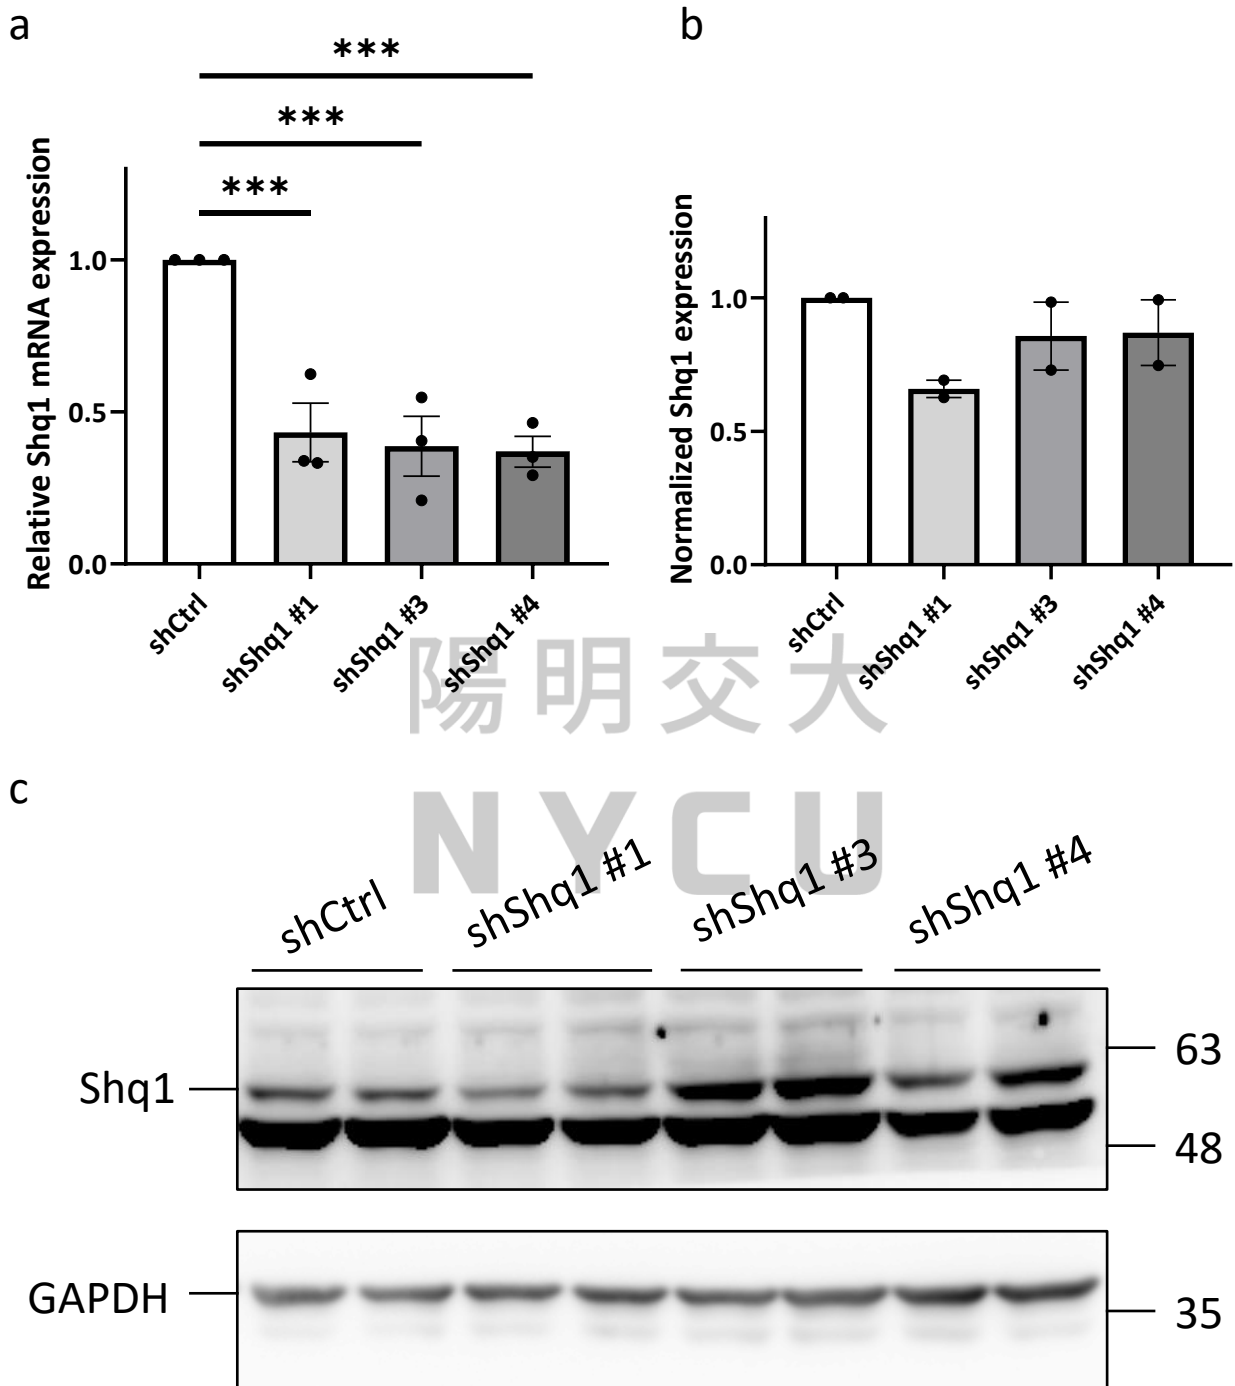 a
***
***
***
Relative Shq1 mRNA expression
1.0
0.5
0.0
shCtrl
shShq1 #1
shShq1 #3
shShq1 #4
b
Normalized Shq1 expression
1.0
0.5
0.0
shCtrl
shShq1 #1
shShq1 #3
shShq1 #4
陽明交大
NYCU
c
shCtrl
shShq1 #1
shShq1 #3
shShq1 #4
Shq1
63
48
GAPDH
35